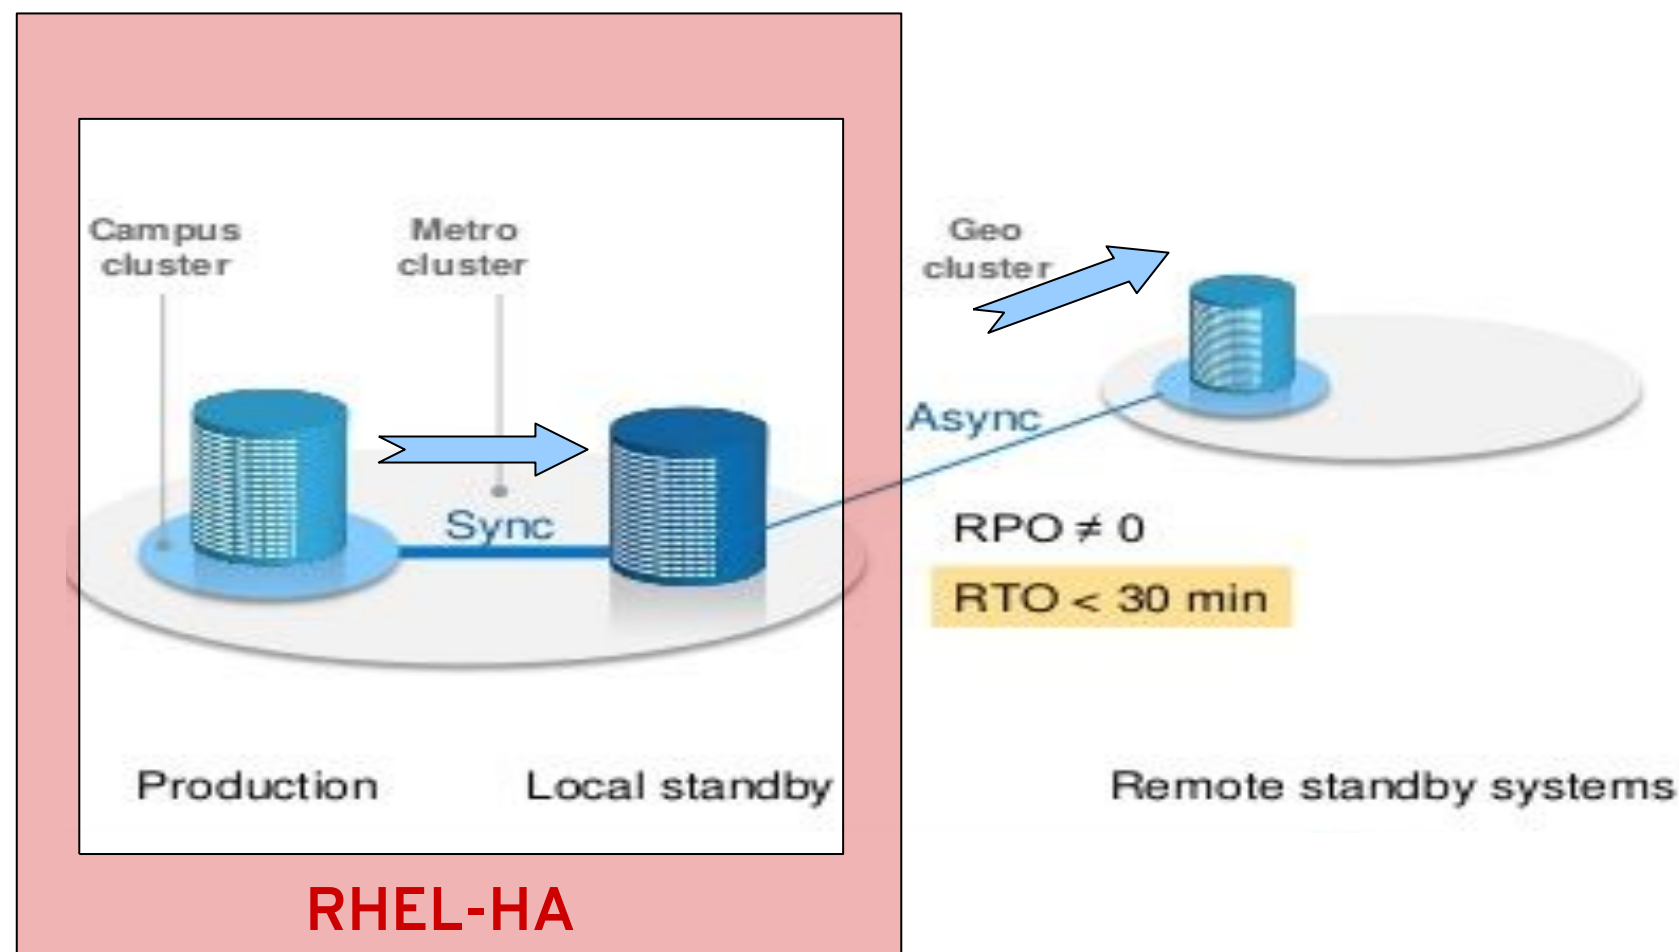 Campus
cluster
Metro
cluster
Geo
cluster
Async
Sync
RPO ≠ 0
RTO < 30 min
Production
Local standby
Remote standby systems
RHEL-HA